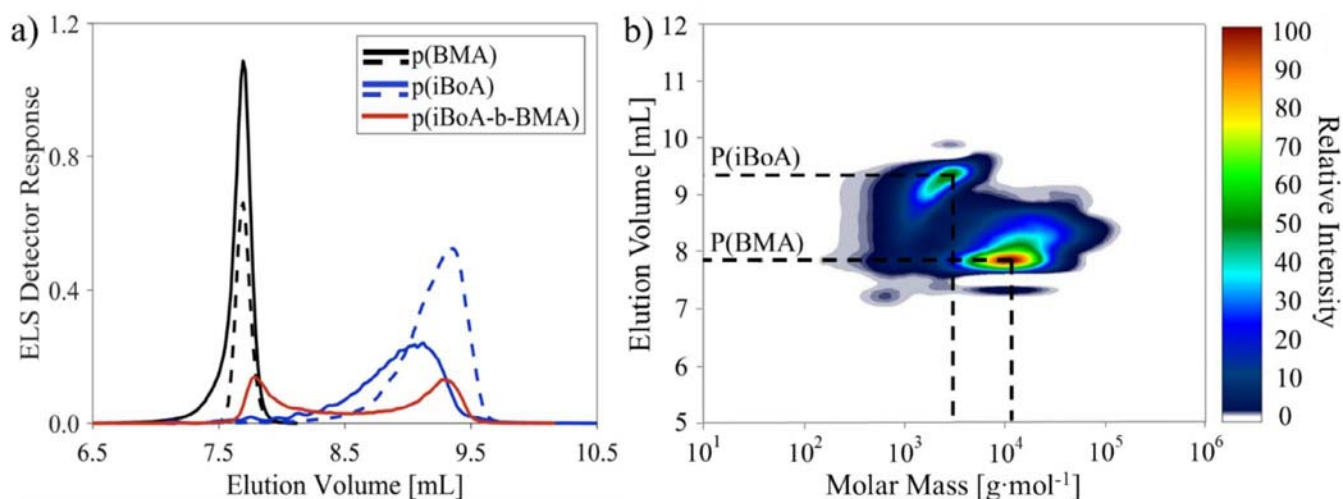 a)
1.2
0.8
0.4
0.0
ELS Detector Response
6.5 7.5 8.5 9.5 10.5
Elution Volume [mL]
p(BMA)
p(iBoA)
p(iBoA-b-BMA)
b)
12
11
10
9
8
7
6
5
Elution Volume [mL]
P(iBoA)
P(BMA)
10¹ 10² 10³ 10⁴ 10⁵ 10⁶
Molar Mass [g·mol⁻¹]
100
90
80
70
60
50
40
30
20
10
0
Relative Intensity